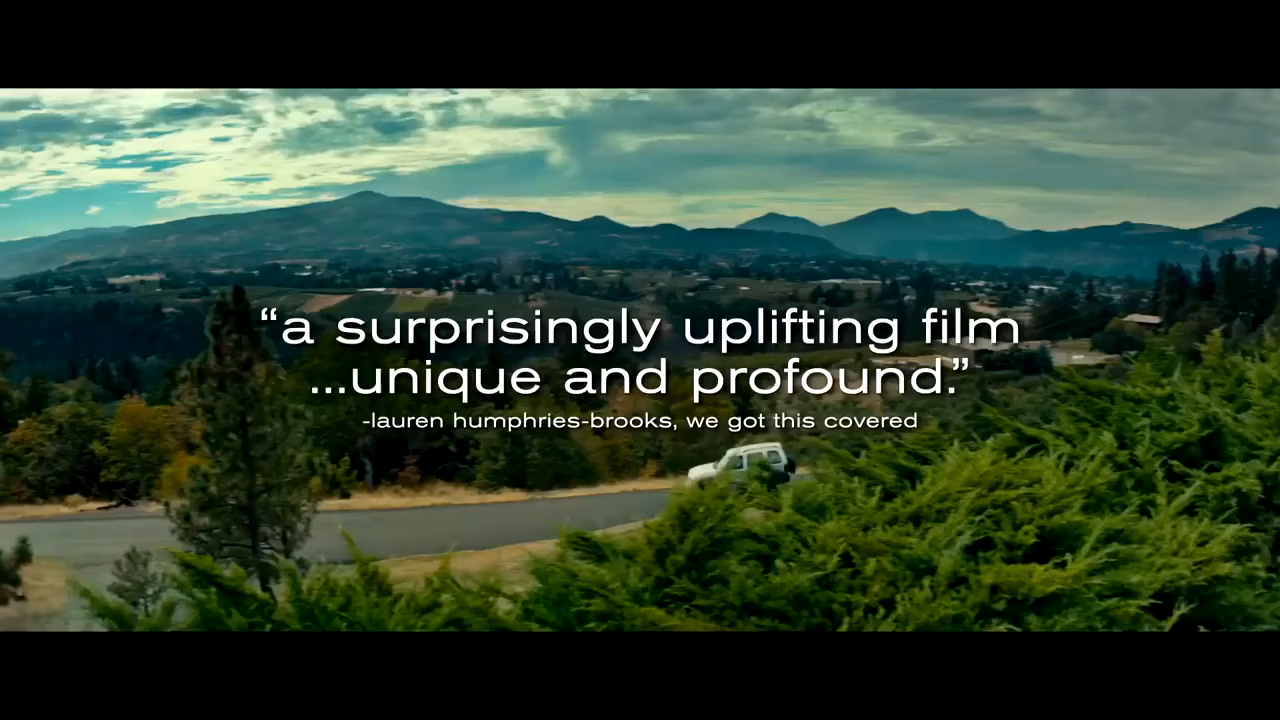 “a surprisingly uplifting film
...unique and profound.”
-lauren humphries-brooks, we got this covered